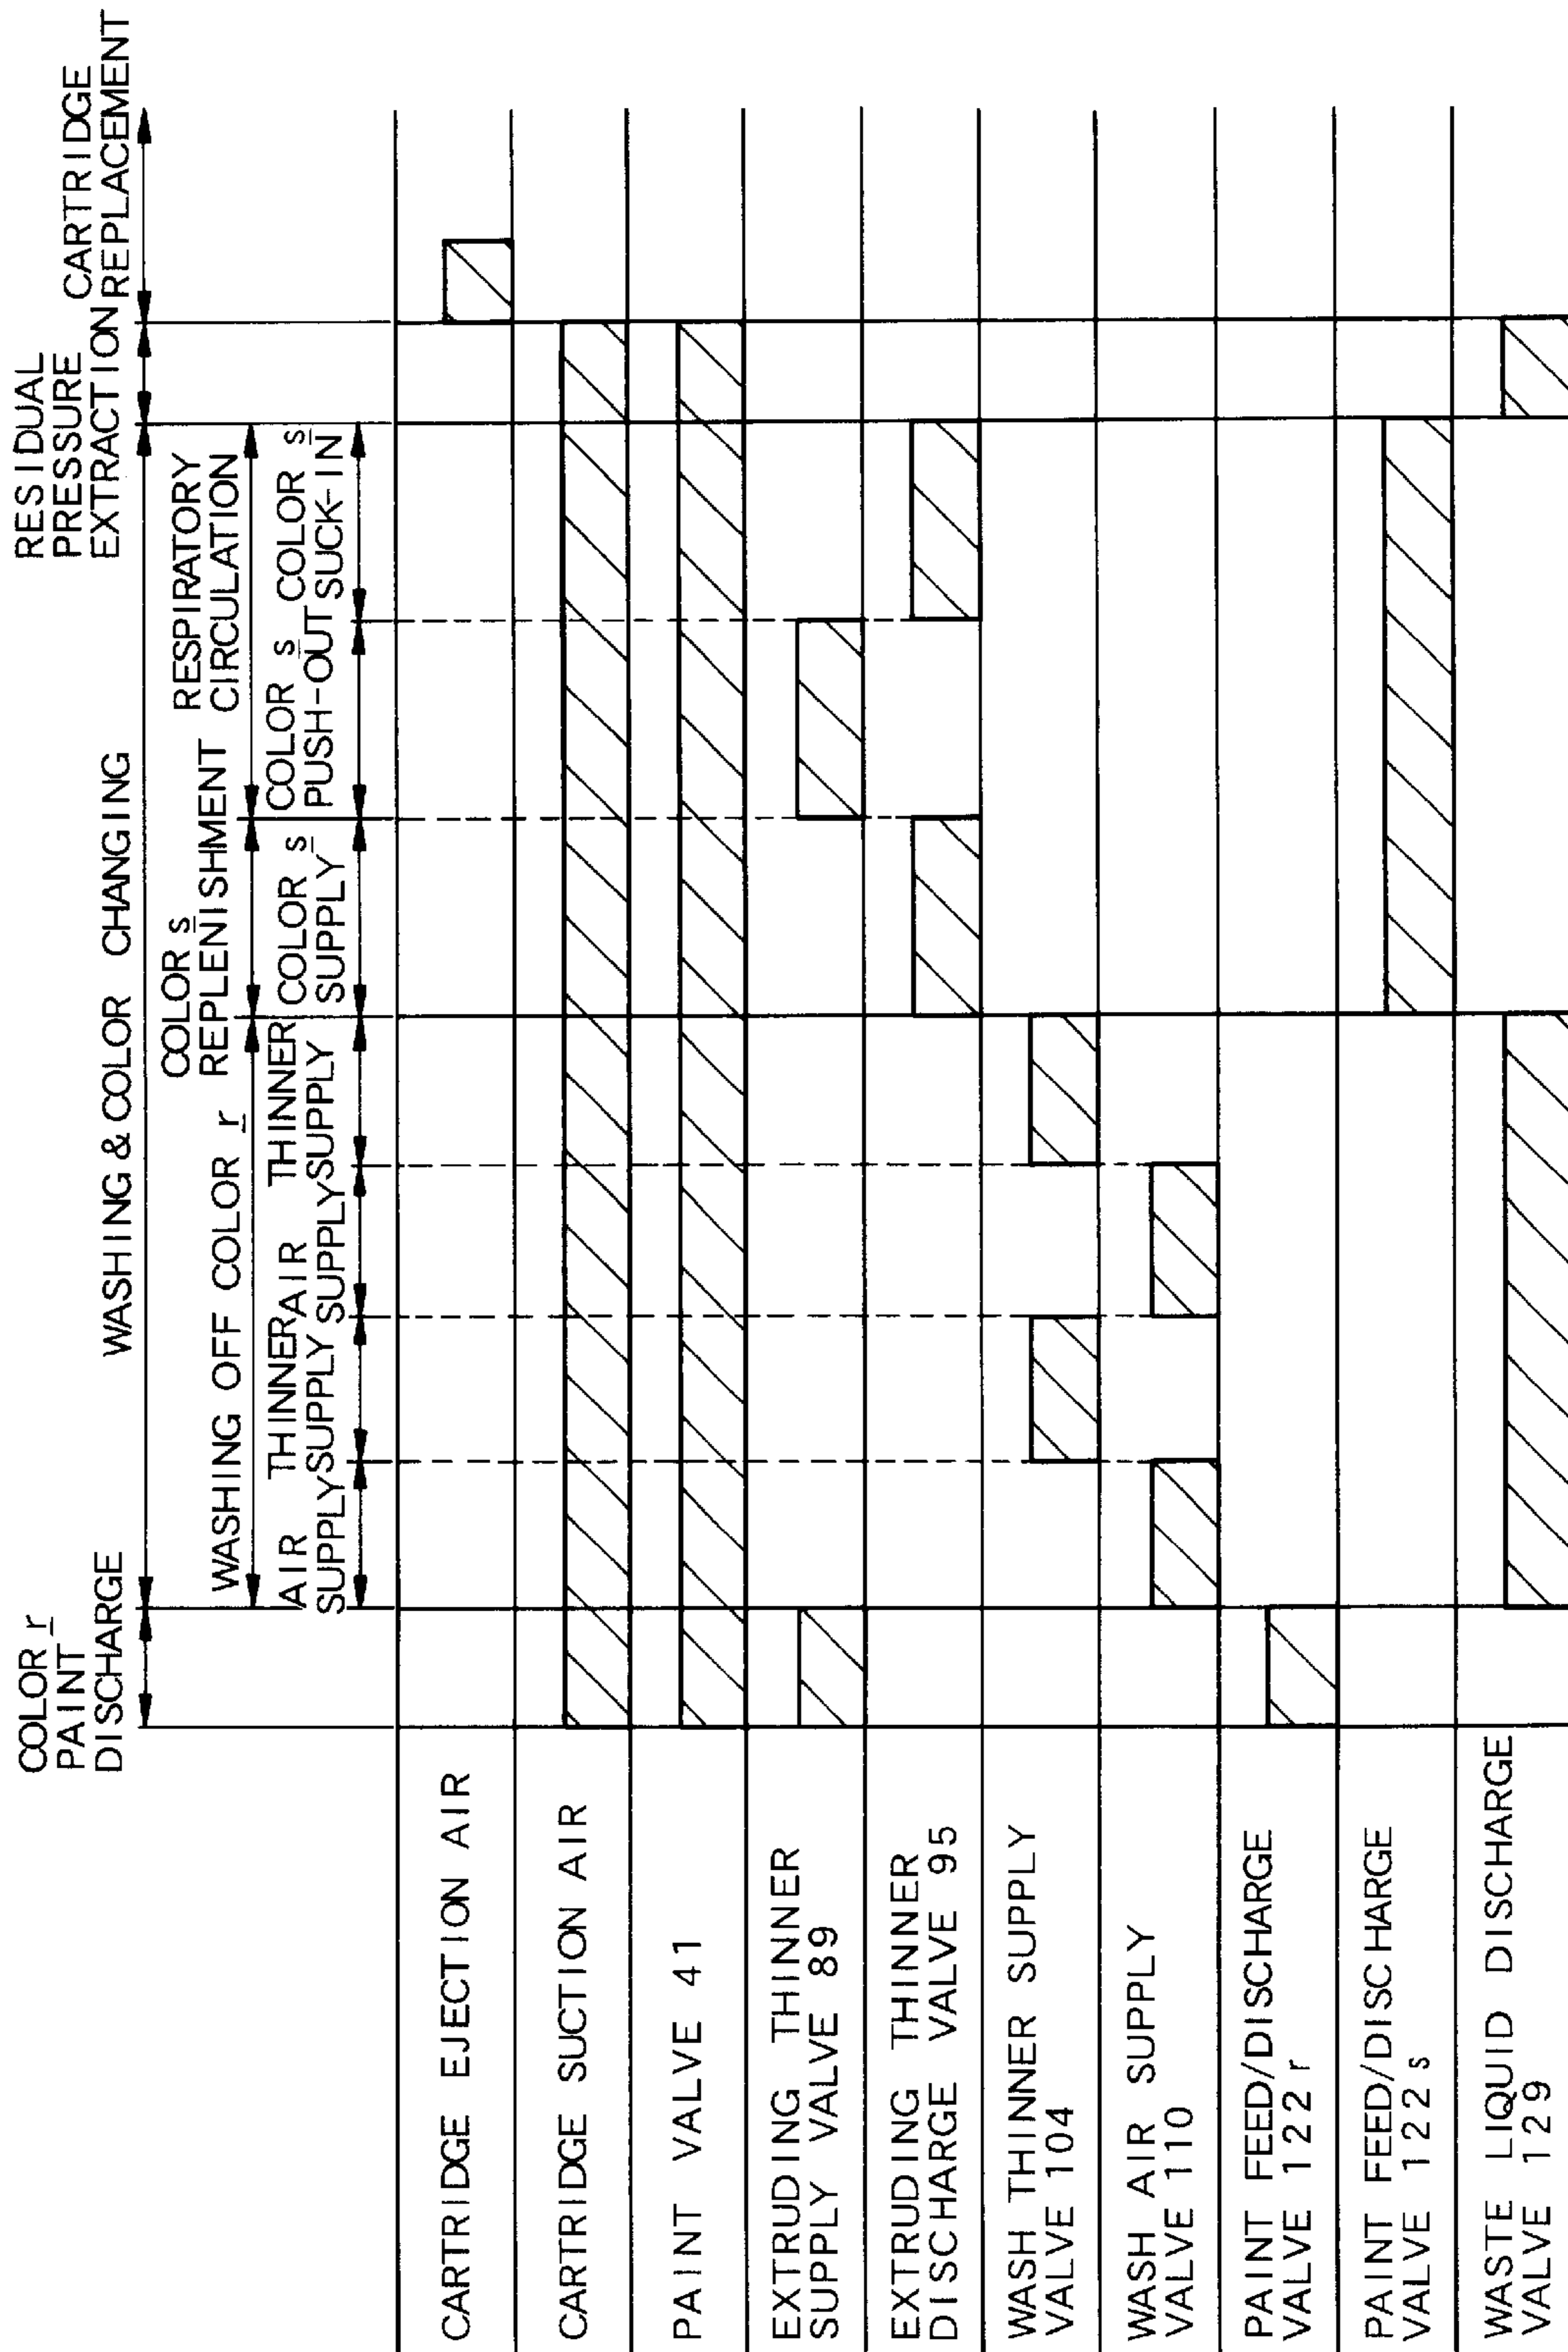 COLOR r
PAINT
DISCHARGE
WASHING & COLOR CHANGING
RESIDUAL
PRESSURE
EXTRACTION
CARTRIDGE
REPLACEMENT
WASHING OFF COLOR r
COLOR s
REPLENISHMENT
RESPIRATORY
CIRCULATION
AIR
SUPPLY
THINNER
SUPPLY
AIR
SUPPLY
THINNER
SUPPLY
COLOR s
SUPPLY
COLOR s
PUSH-OUT
COLOR s
SUCK-IN
CARTRIDGE EJECTION AIR
CARTRIDGE SUCTION AIR
PAINT VALVE 41
EXTRUDING THINNER
SUPPLY VALVE 89
EXTRUDING THINNER
DISCHARGE VALVE 95
WASH THINNER SUPPLY
VALVE 104
WASH AIR SUPPLY
VALVE 110
PAINT FEED/DISCHARGE
VALVE 122r
PAINT FEED/DISCHARGE
VALVE 122s
WASTE LIQUID DISCHARGE
VALVE 129